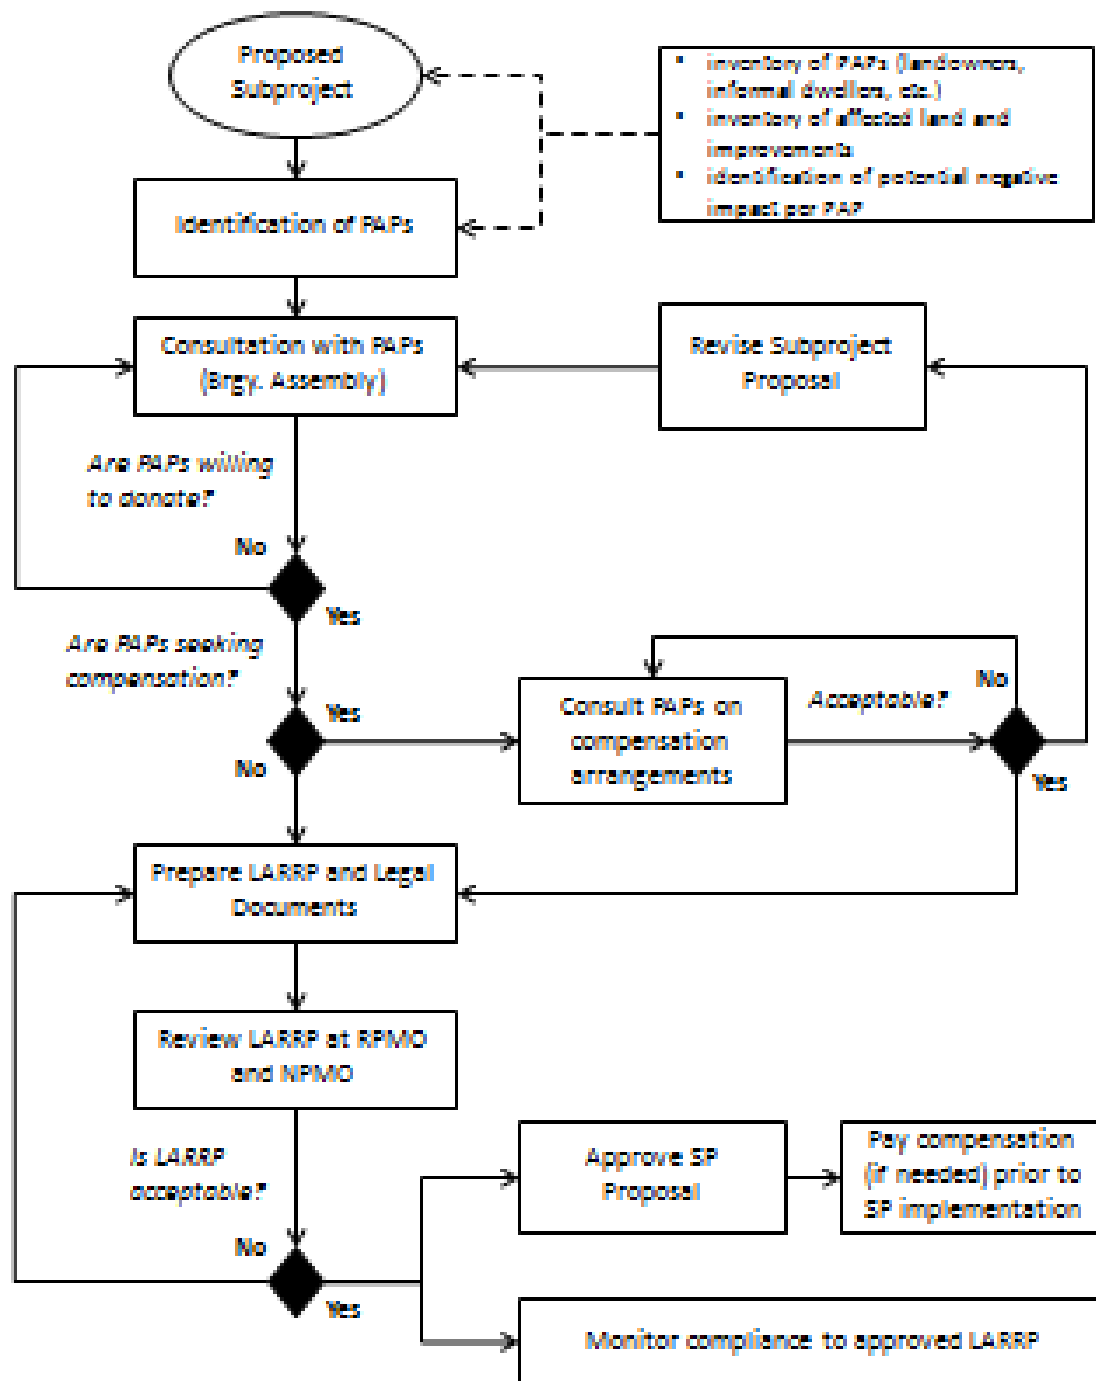 Proposed
Subproject
• inventory of PAPs (landowners,
informal dwellers, etc.)
• inventory of affected land and
improvements
• identification of potential negative
impact per PAP
Identification of PAPs
Consultation with PAPs
(Brgy. Assembly)
Revise Subproject
Proposal
Are PAPs willing
to donate?
No
Yes
Are PAPs seeking
compensation?
Yes
No
Consult PAPs on
compensation
arrangements
Acceptable?
No
Yes
Prepare LARRP and Legal
Documents
Review LARRP at RPMO
and NPMO
Is LARRP
acceptable?
No
Yes
Approve SP
Proposal
Pay compensation
(if needed) prior to
SP implementation
Monitor compliance to approved LARRP